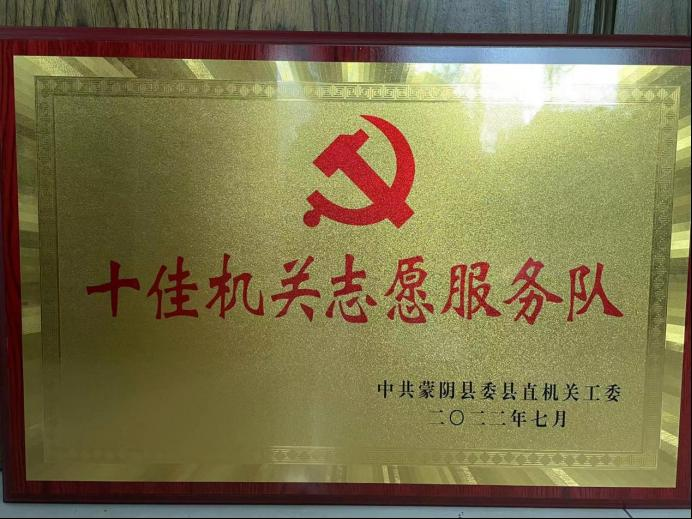 十佳机关志愿服务队
中共蒙阴县委县直机关工委
二〇二二年七月